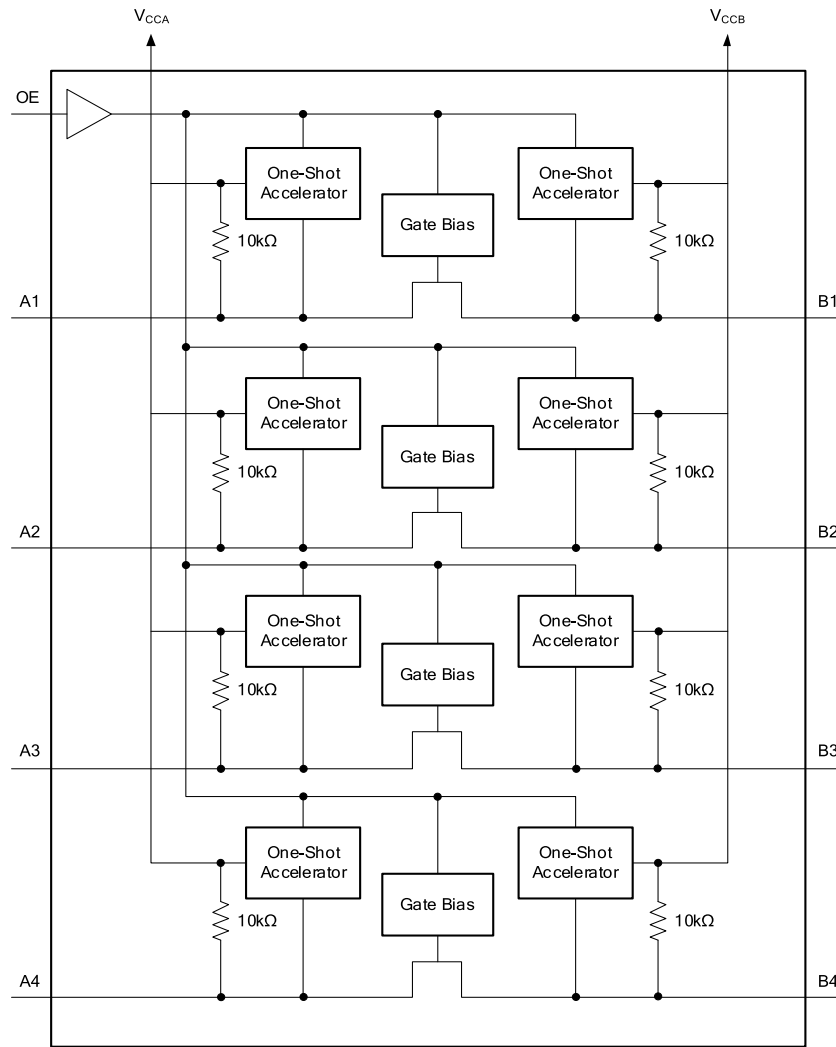 VCCA
VCCB
OE
One-Shot
Accelerator
One-Shot
Accelerator
Gate Bias
10kΩ
10kΩ
A1
B1
One-Shot
Accelerator
One-Shot
Accelerator
Gate Bias
10kΩ
10kΩ
A2
B2
One-Shot
Accelerator
One-Shot
Accelerator
Gate Bias
10kΩ
10kΩ
A3
B3
One-Shot
Accelerator
One-Shot
Accelerator
Gate Bias
10kΩ
10kΩ
A4
B4